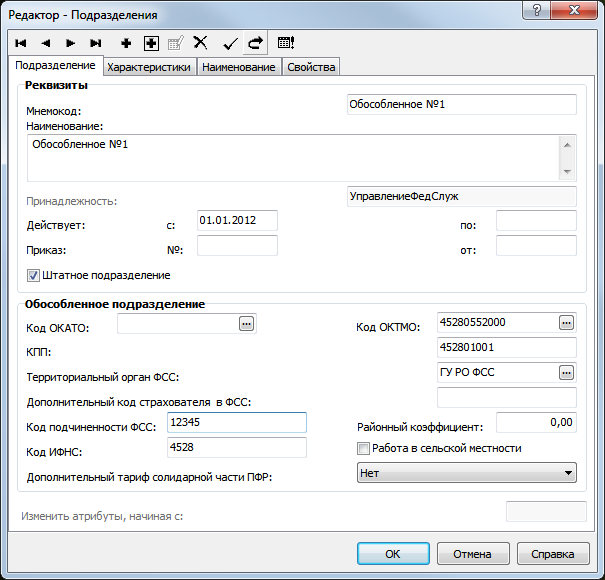 Редактор - Подразделения
Подразделение Характеристики Наименование Свойства
Реквизиты
Мнемокод: Обособленное №1
Наименование:
Обособленное №1
Принадлежность: УправлениеФедСлуж
Действует: с: 01.01.2012 по:
Приказ: №: от:
Штатное подразделение
Обособленное подразделение
Код ОКАТО: ... Код ОКТМО: 45280552000 ...
КПП: 452801001
Территориальный орган ФСС: ГУ РО ФСС ...
Дополнительный код страхователя в ФСС:
Код подчиненности ФСС: 12345 Районный коэффициент: 0,00
Код ИФНС: 4528 Работа в сельской местности
Дополнительный тариф солидарной части ПФР: Нет
Изменить атрибуты, начиная с:
ОК Отмена Справка